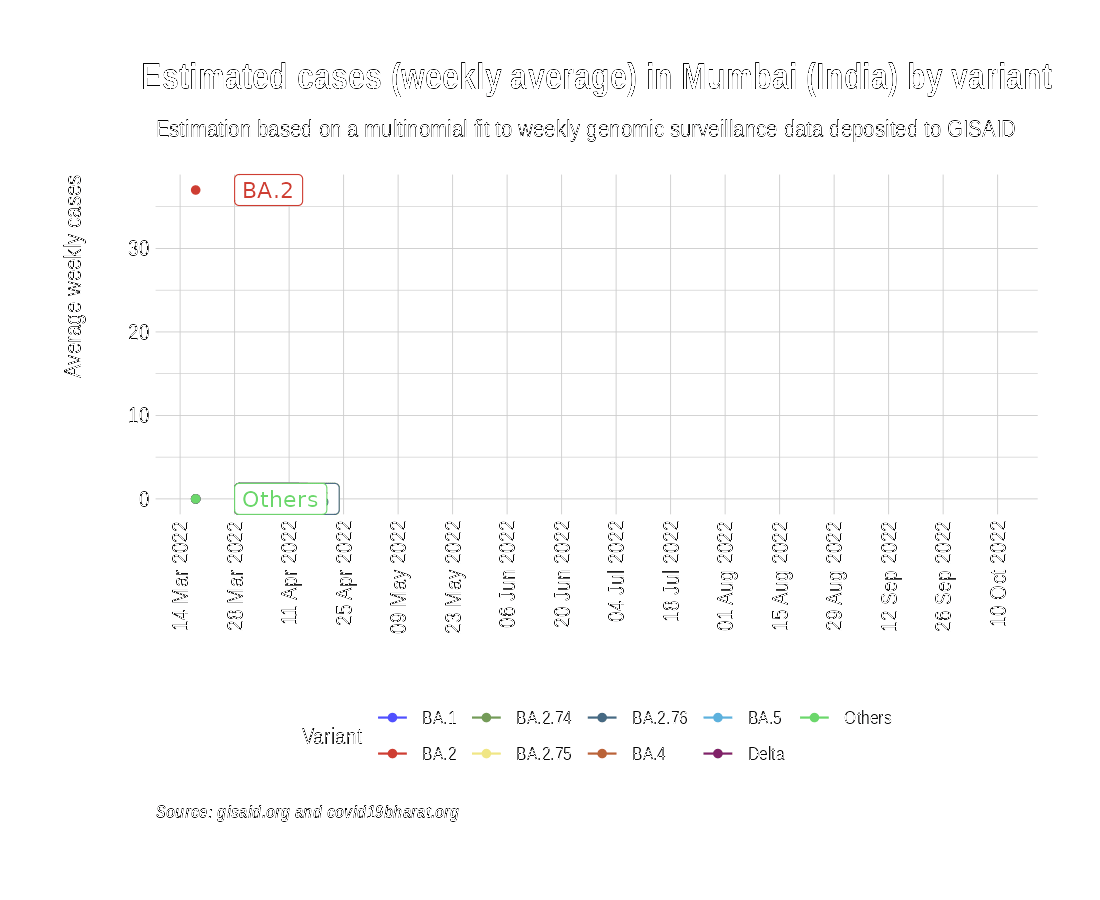 Estimated cases (weekly average) in Mumbai (India) by variant
Estimation based on a multinomial fit to weekly genomic surveillance data deposited to GISAID
Average weekly cases
30
20
10
0
BA.2
Others
14 Mar 2022
28 Mar 2022
11 Apr 2022
25 Apr 2022
09 May 2022
23 May 2022
06 Jun 2022
20 Jun 2022
04 Jul 2022
18 Jul 2022
01 Aug 2022
15 Aug 2022
29 Aug 2022
12 Sep 2022
26 Sep 2022
10 Oct 2022
Variant
BA.1 BA.2.74 BA.2.76 BA.5 Others
BA.2 BA.2.75 BA.4 Delta
Source: gisaid.org and covid19bharat.org